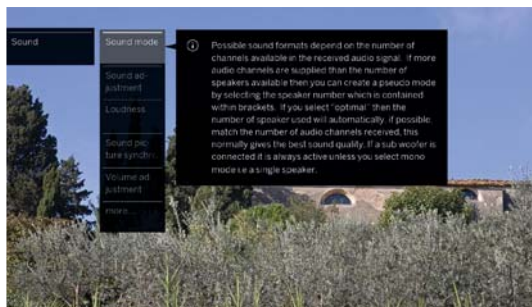 Sound
Sound mode
Sound ad-
justment
Loudness
Sound pic-
ture synchr.
Volume ad
justment
more...
Possible sound formats depend on the number of
channels available in the received audio signal. If more
audio channels are supplied than the number of
speakers available then you can create a pseudo mode
by selecting the speaker number which is contained
within brackets. If you select "optimal" then the
number of speaker used will automatically, if possible,
match the number of audio channels received, this
normally gives the best sound quality. If a sub woofer is
connected it is always active unless you select mono
mode i.e a single speaker.